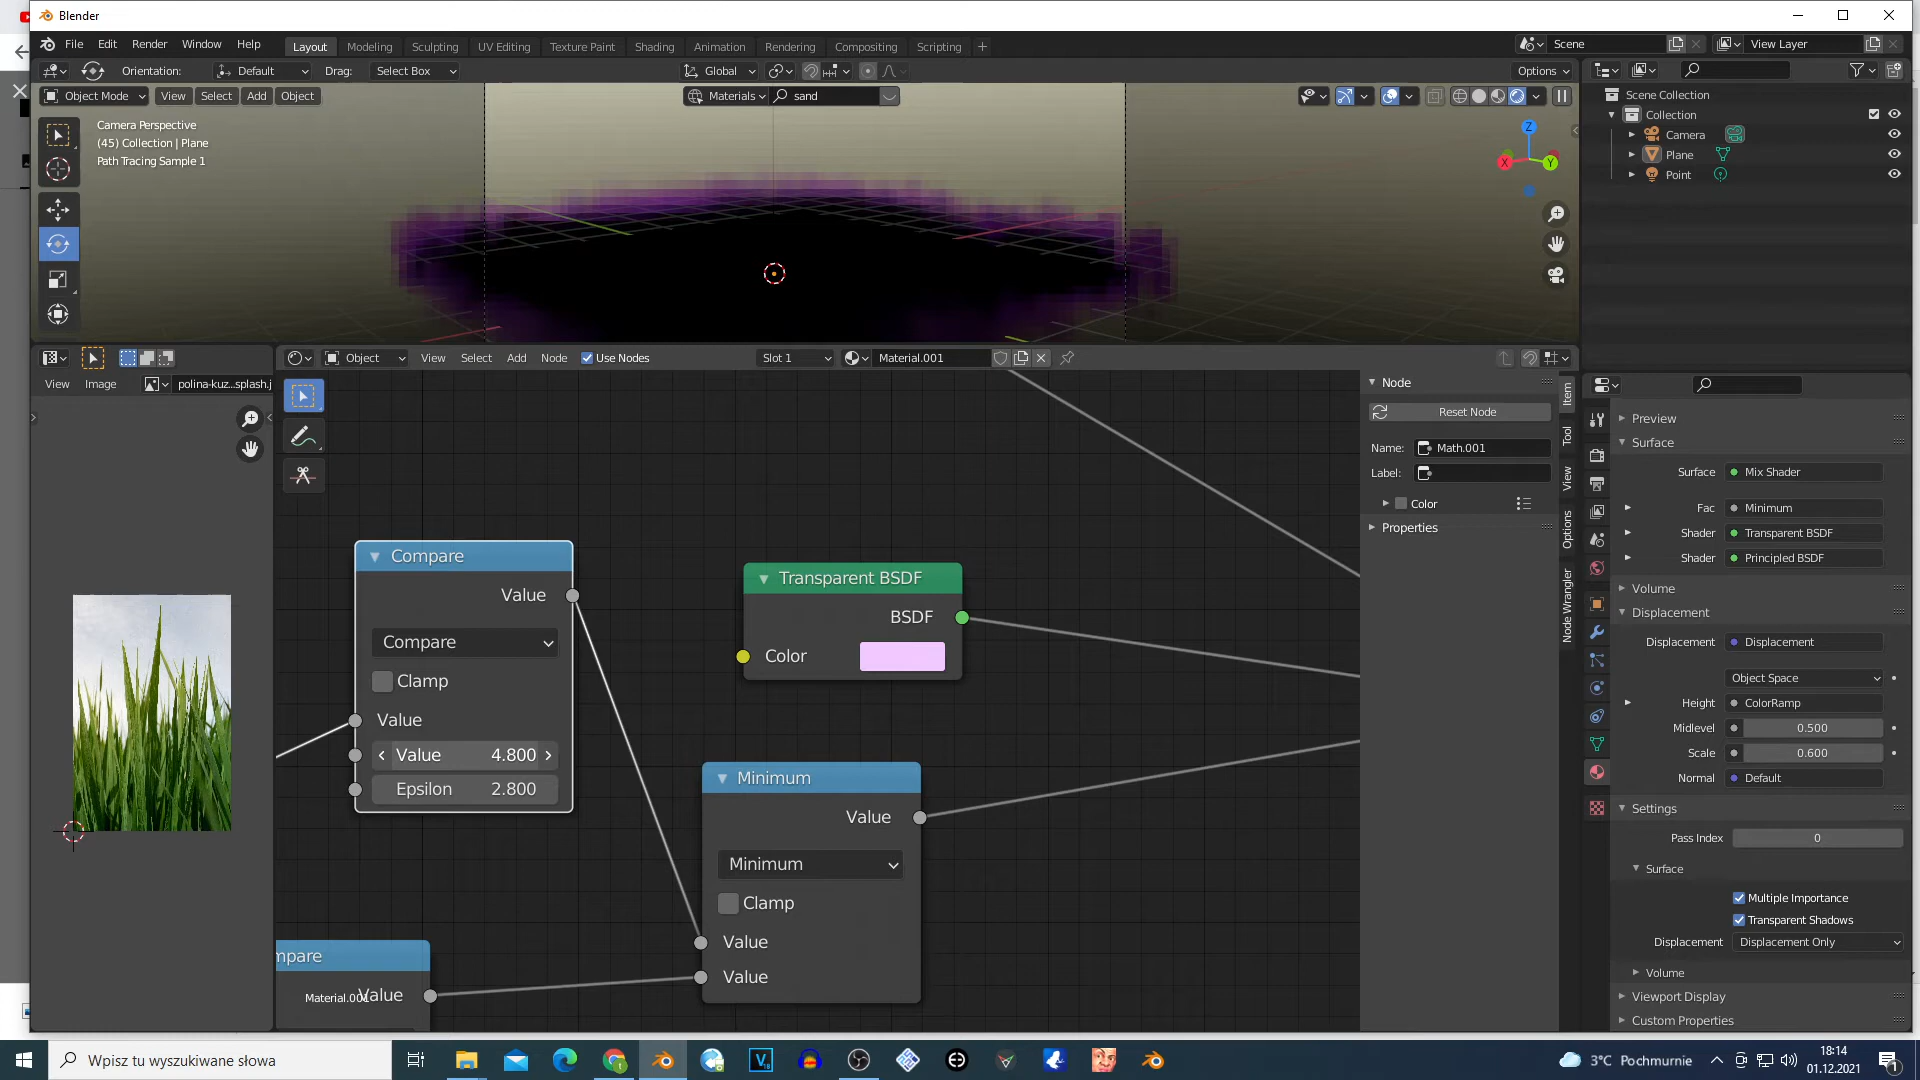 Blender
File Edit Render Window Help
Layout Modeling Sculpting UV Editing Texture Paint Shading Animation Rendering Compositing Scripting +
Scene
View Layer
Orientation: Default Drag: Select Box
Global
Options
Object Mode View Select Add Object
Materials sand
Camera Perspective
(45) Collection | Plane
Path Tracing Sample 1
Z
X
Y
Scene Collection
Collection
Camera
Plane
Point
Object View Select Add Node Use Nodes Slot 1 Material.001
View Image polina-kuz...splash.j
Compare
Value
Compare
Clamp
Value
Value 4.800
Epsilon 2.800
Transparent BSDF
BSDF
Color
Minimum
Value
Minimum
Clamp
Value
Value
mpare
Value
Material.001
Node
Reset Node
Name: Math.001
Label:
Color
Properties
Item
Tool
View
Options
Node Wrangler
Preview
Surface
Surface Mix Shader
Fac Minimum
Shader Transparent BSDF
Shader Principled BSDF
Volume
Displacement
Displacement Displacement
Object Space
Height ColorRamp
Midlevel 0.500
Scale 0.600
Normal Default
Settings
Pass Index 0
Surface
Multiple Importance
Transparent Shadows
Displacement Displacement Only
Volume
Viewport Display
Custom Properties
Wpisz tu wyszukiwane słowa
3°C Pochmurnie
18:14
01.12.2021
1